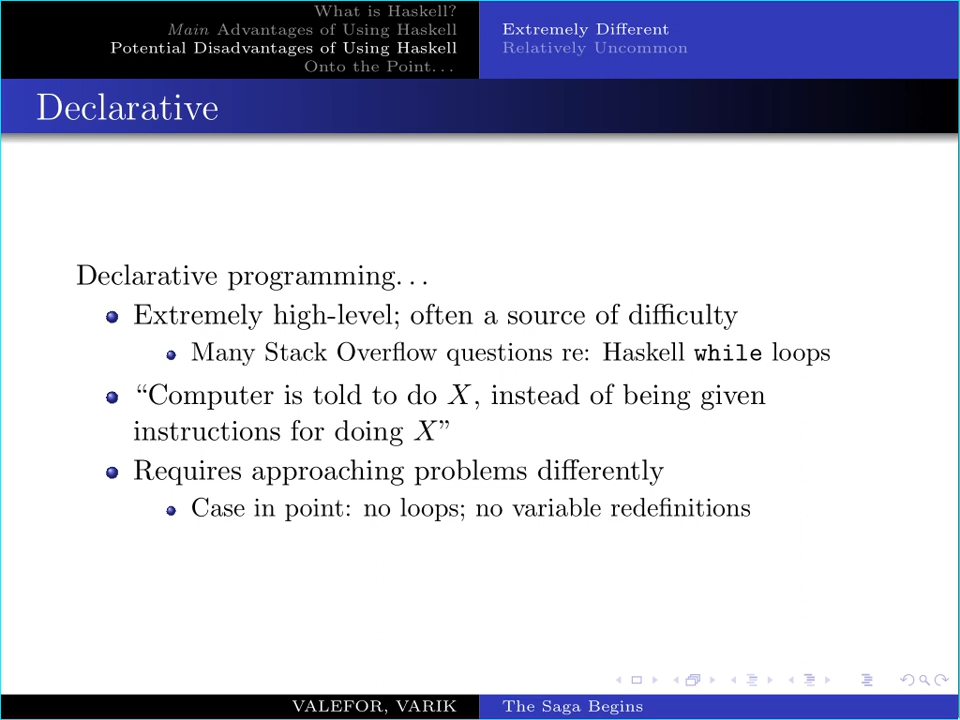 What is Haskell?
Main Advantages of Using Haskell
Potential Disadvantages of Using Haskell
Onto the Point. . .
Extremely Different
Relatively Uncommon
Declarative
Declarative programming. . .
Extremely high-level; often a source of difficulty
Many Stack Overflow questions re: Haskell while loops
“Computer is told to do X, instead of being given
instructions for doing X”
Requires approaching problems differently
Case in point: no loops; no variable redefinitions
VALEFOR, VARIK
The Saga Begins